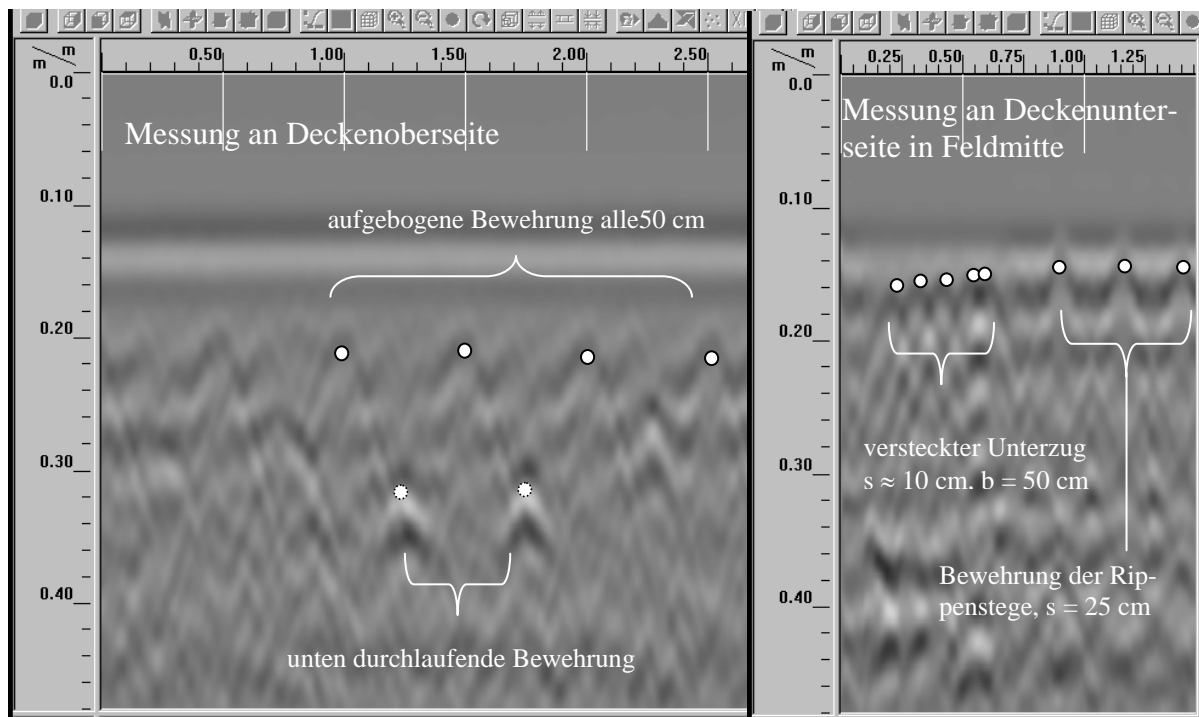 m
m
0.50 1.00 1.50 2.00 2.50
0.0
0.10
0.20
0.30
0.40
Messung an Deckenoberseite
aufgebogene Bewehrung alle50 cm
unten durchlaufende Bewehrung
m
m
0.25 0.50 0.75 1.00 1.25
0.0
0.10
0.20
0.30
0.40
Messung an Deckenunter-
seite in Feldmitte
versteckter Unterzug
s ≈ 10 cm, b = 50 cm
Bewehrung der Rip-
penstege, s = 25 cm